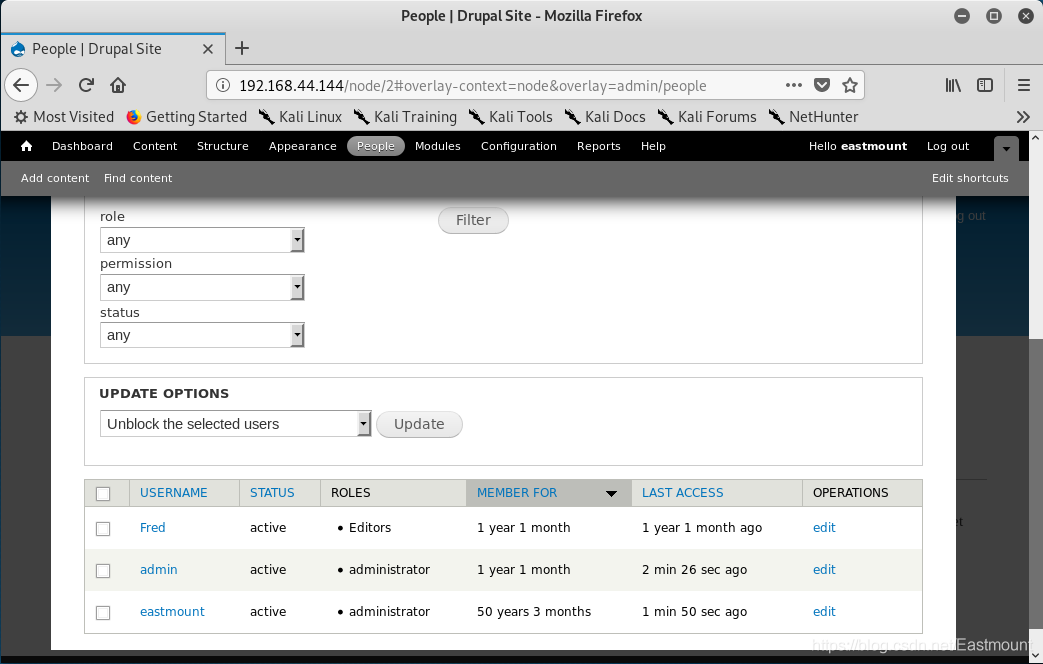 People | Drupal Site - Mozilla Firefox
People | Drupal Site
192.168.44.144/node/2#overlay-context=node&overlay=admin/people
Most Visited Getting Started Kali Linux Kali Training Kali Tools Kali Docs Kali Forums NetHunter
Dashboard Content Structure Appearance People Modules Configuration Reports Help Hello eastmount Log out
Add content Find content Edit shortcuts
role Filter g out
any
permission
any
status
any
UPDATE OPTIONS
Unblock the selected users Update
USERNAME STATUS ROLES MEMBER FOR LAST ACCESS OPERATIONS
Fred active • Editors 1 year 1 month 1 year 1 month ago edit
admin active • administrator 1 year 1 month 2 min 26 sec ago edit
eastmount active • administrator 50 years 3 months 1 min 50 sec ago edit
https://blog.csdn.net/Eastmount